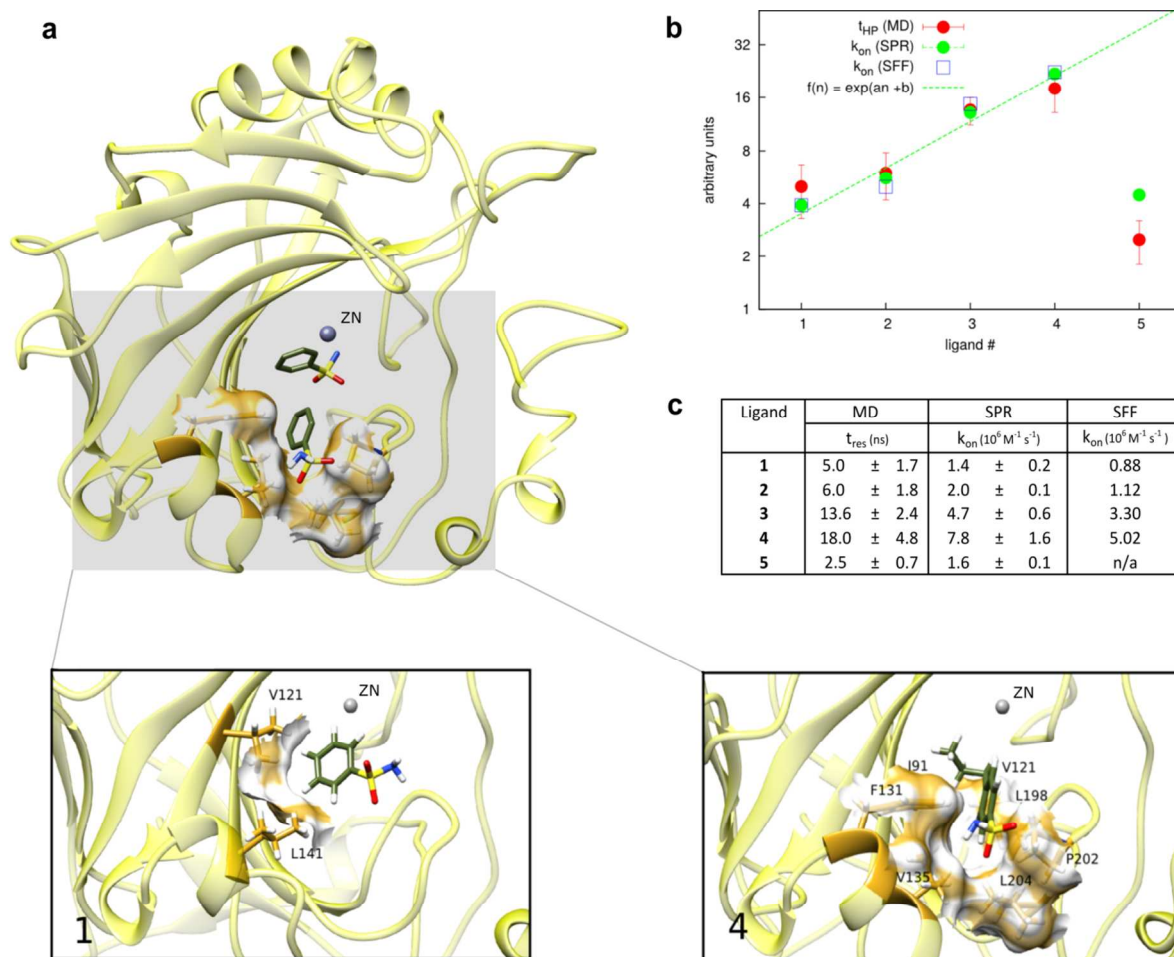 a
ZN
b
t_HP (MD)
k_on (SPR)
k_on (SFF)
f(n) = exp(an +b)
arbitrary units
32
16
8
4
2
1
1 2 3 4 5
ligand #
c
Ligand MD SPR SFF
t_res (ns) k_on (10⁶ M⁻¹ s⁻¹) k_on (10⁶ M⁻¹ s⁻¹)
1 5.0 ± 1.7 1.4 ± 0.2 0.88
2 6.0 ± 1.8 2.0 ± 0.1 1.12
3 13.6 ± 2.4 4.7 ± 0.6 3.30
4 18.0 ± 4.8 7.8 ± 1.6 5.02
5 2.5 ± 0.7 1.6 ± 0.1 n/a
V121
ZN
L141
1
ZN
I91
V121
F131
L198
P202
V135
L204
4